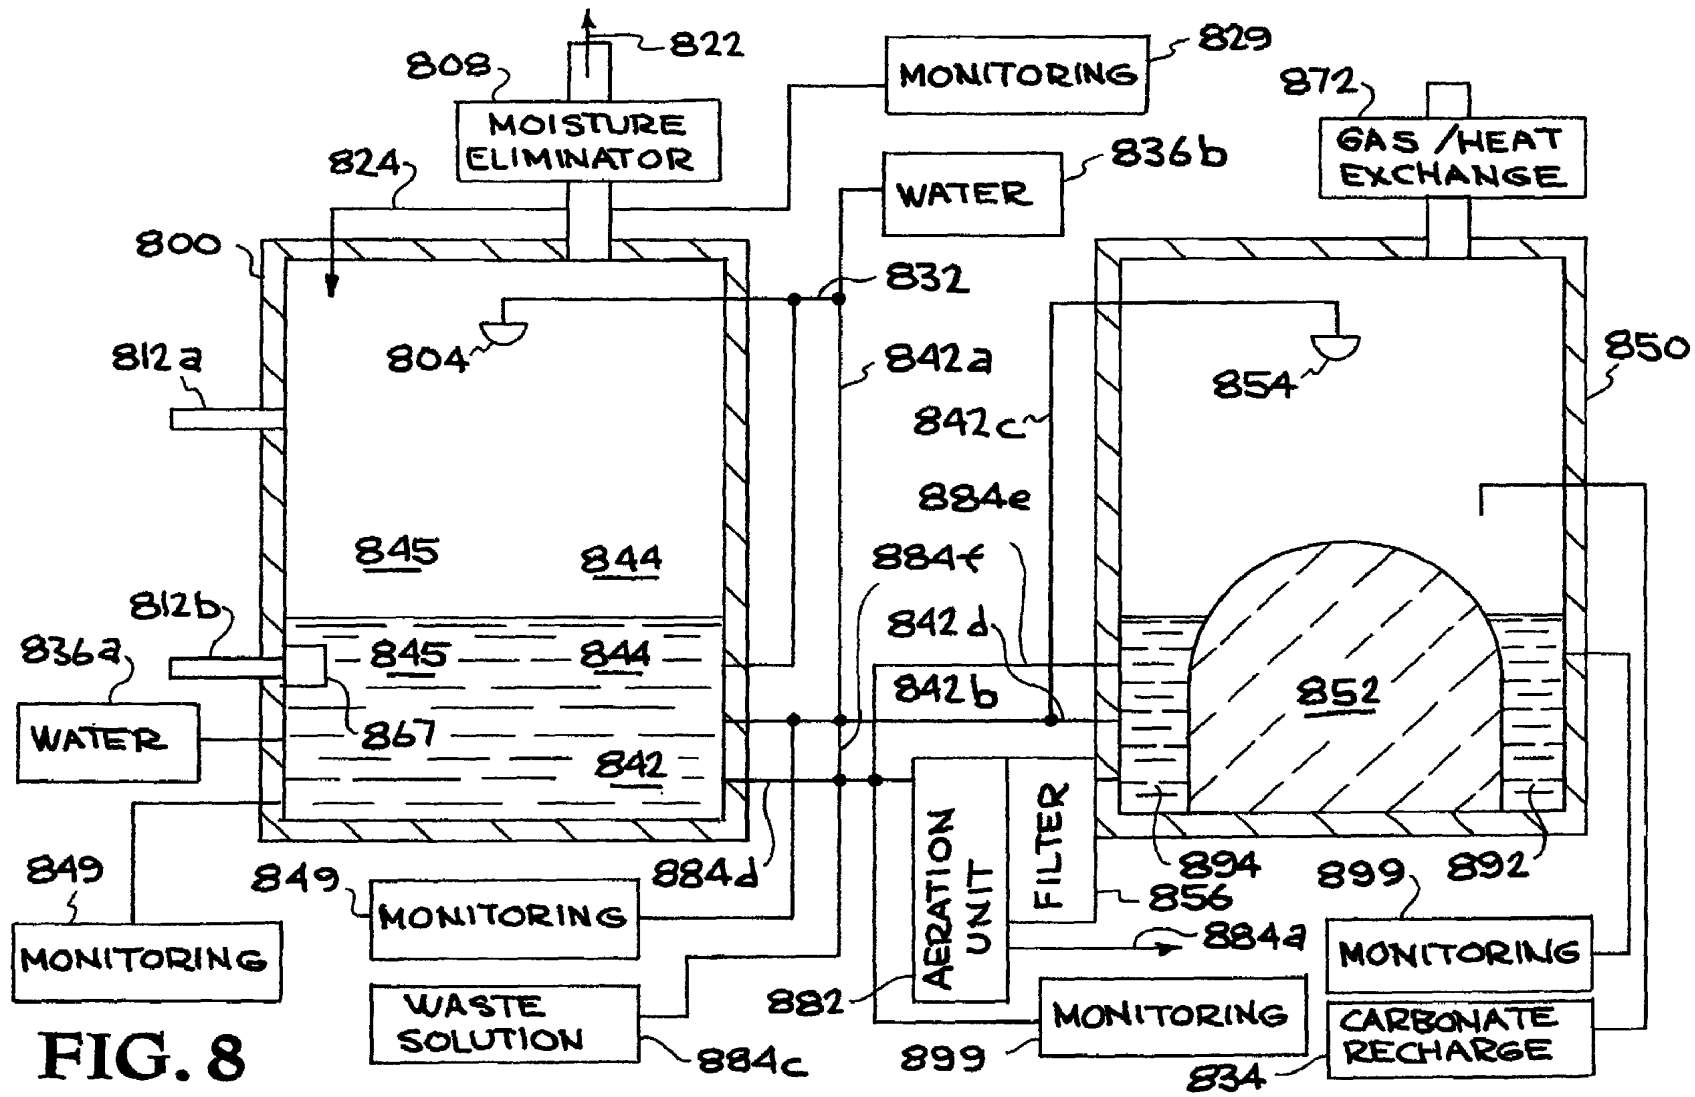 822
808
MOISTURE
ELIMINATOR
829
MONITORING
872
GAS / HEAT
EXCHANGE
824
836b
WATER
800
832
804
812a
842a
854
850
842c
884e
845
844
884f
812b
842d
836a
845
844
842b
852
WATER
867
842
AERATION
UNIT
FILTER
894
892
884d
856
849
849
899
MONITORING
884a
MONITORING
MONITORING
882
WASTE
SOLUTION
MONITORING
CARBONATE
RECHARGE
884c
899
834
FIG. 8